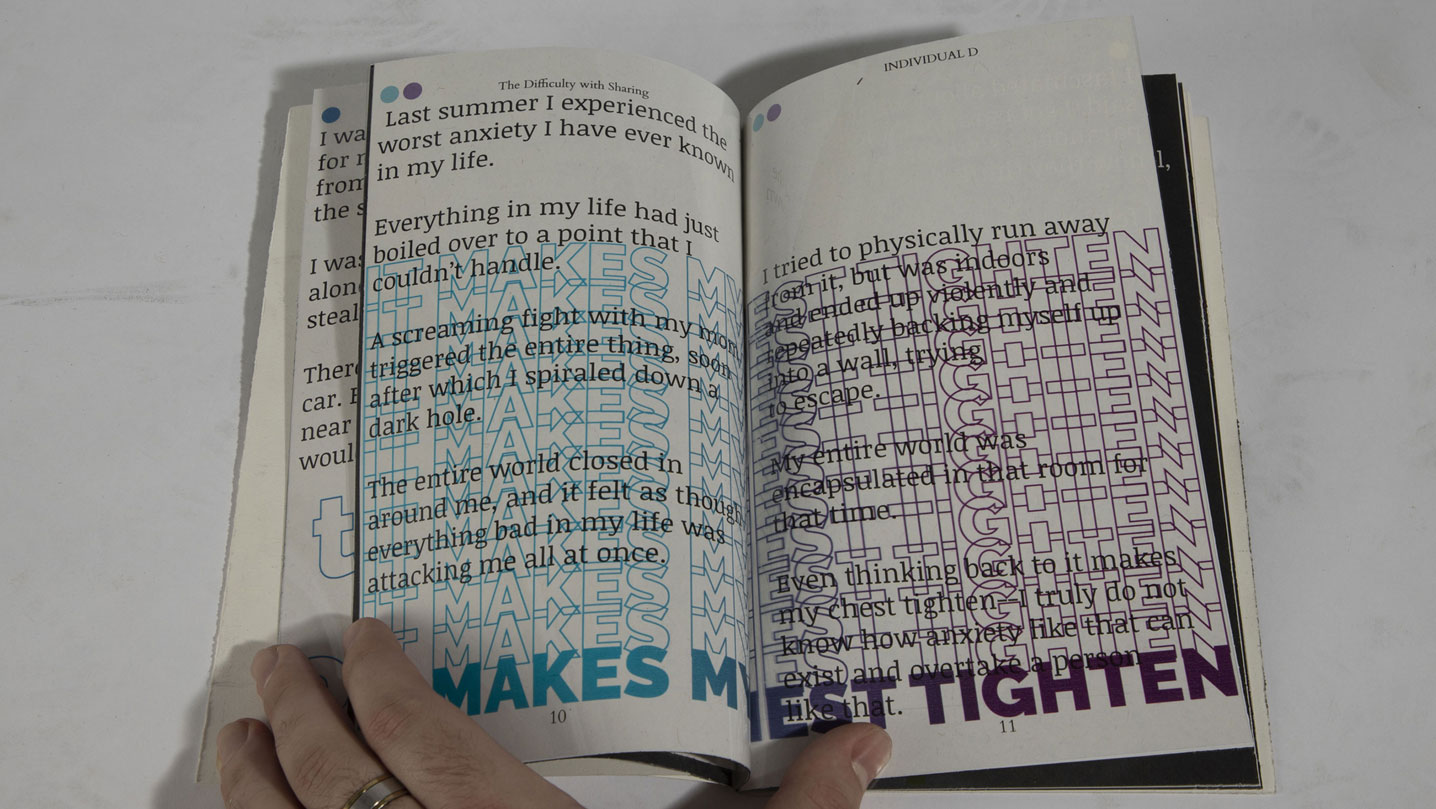 I wa
for
from
the s
I was
alon
steal
Ther
car.
near
woul
t
The Difficulty with Sharing
Last summer I experienced the
worst anxiety I have ever known
in my life.
Everything in my life had just
boiled over to a point that I
couldn't handle.
A screaming fight with my mom
triggered the entire thing, soon
after which I spiraled down a
dark hole.
The entire world closed in
around me, and it felt as though
everything bad in my life was
attacking me all at once.
IT MAKES MY
MAKES MY
10
INDIVIDUAL D
I tried to physically run away
from it, but was indoors
and ended up violently and
repeatedly backing myself up
into a wall, trying
to escape.
My entire world was
encapsulated in that room for
that time.
Even thinking back to it makes
my chest tighten—I truly do not
know how anxiety like that can
exist and overtake a person
like that.
HEST TIGHTEN
HEST TIGHTEN
11
l,